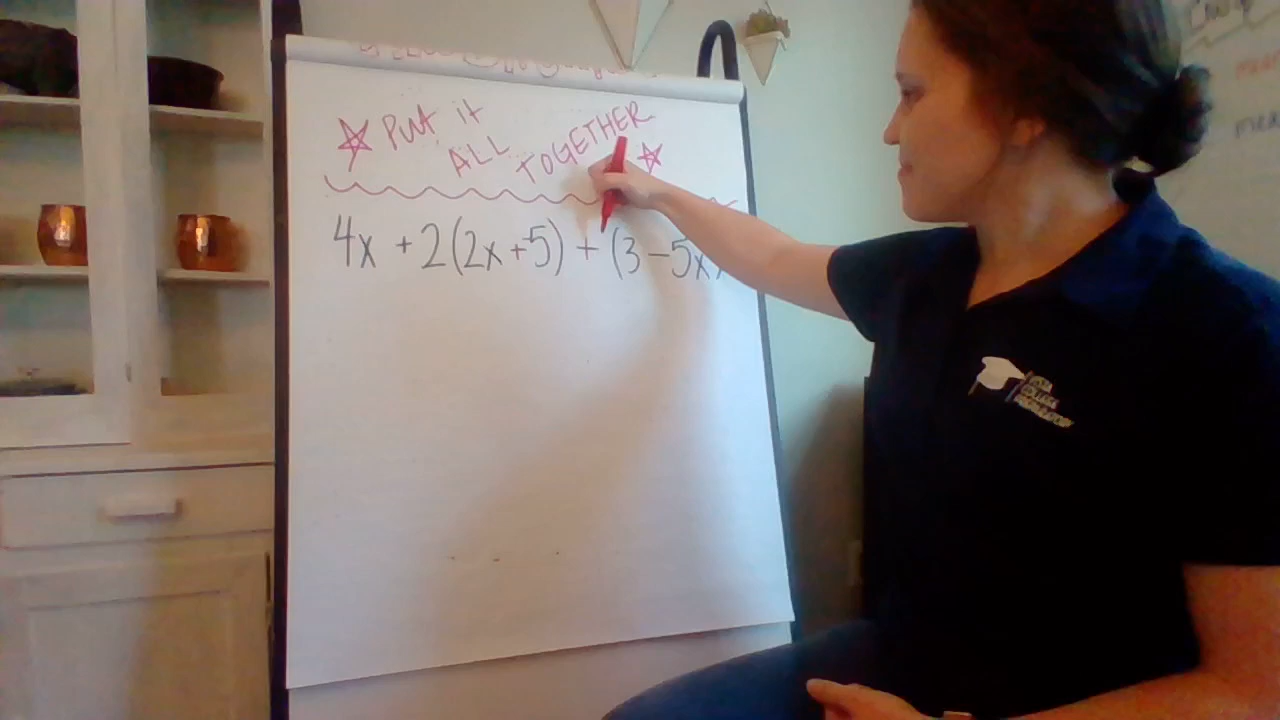 ☆ PUT it
ALL TOGETHER ☆
4x + 2(2x+5) + (3-5x)